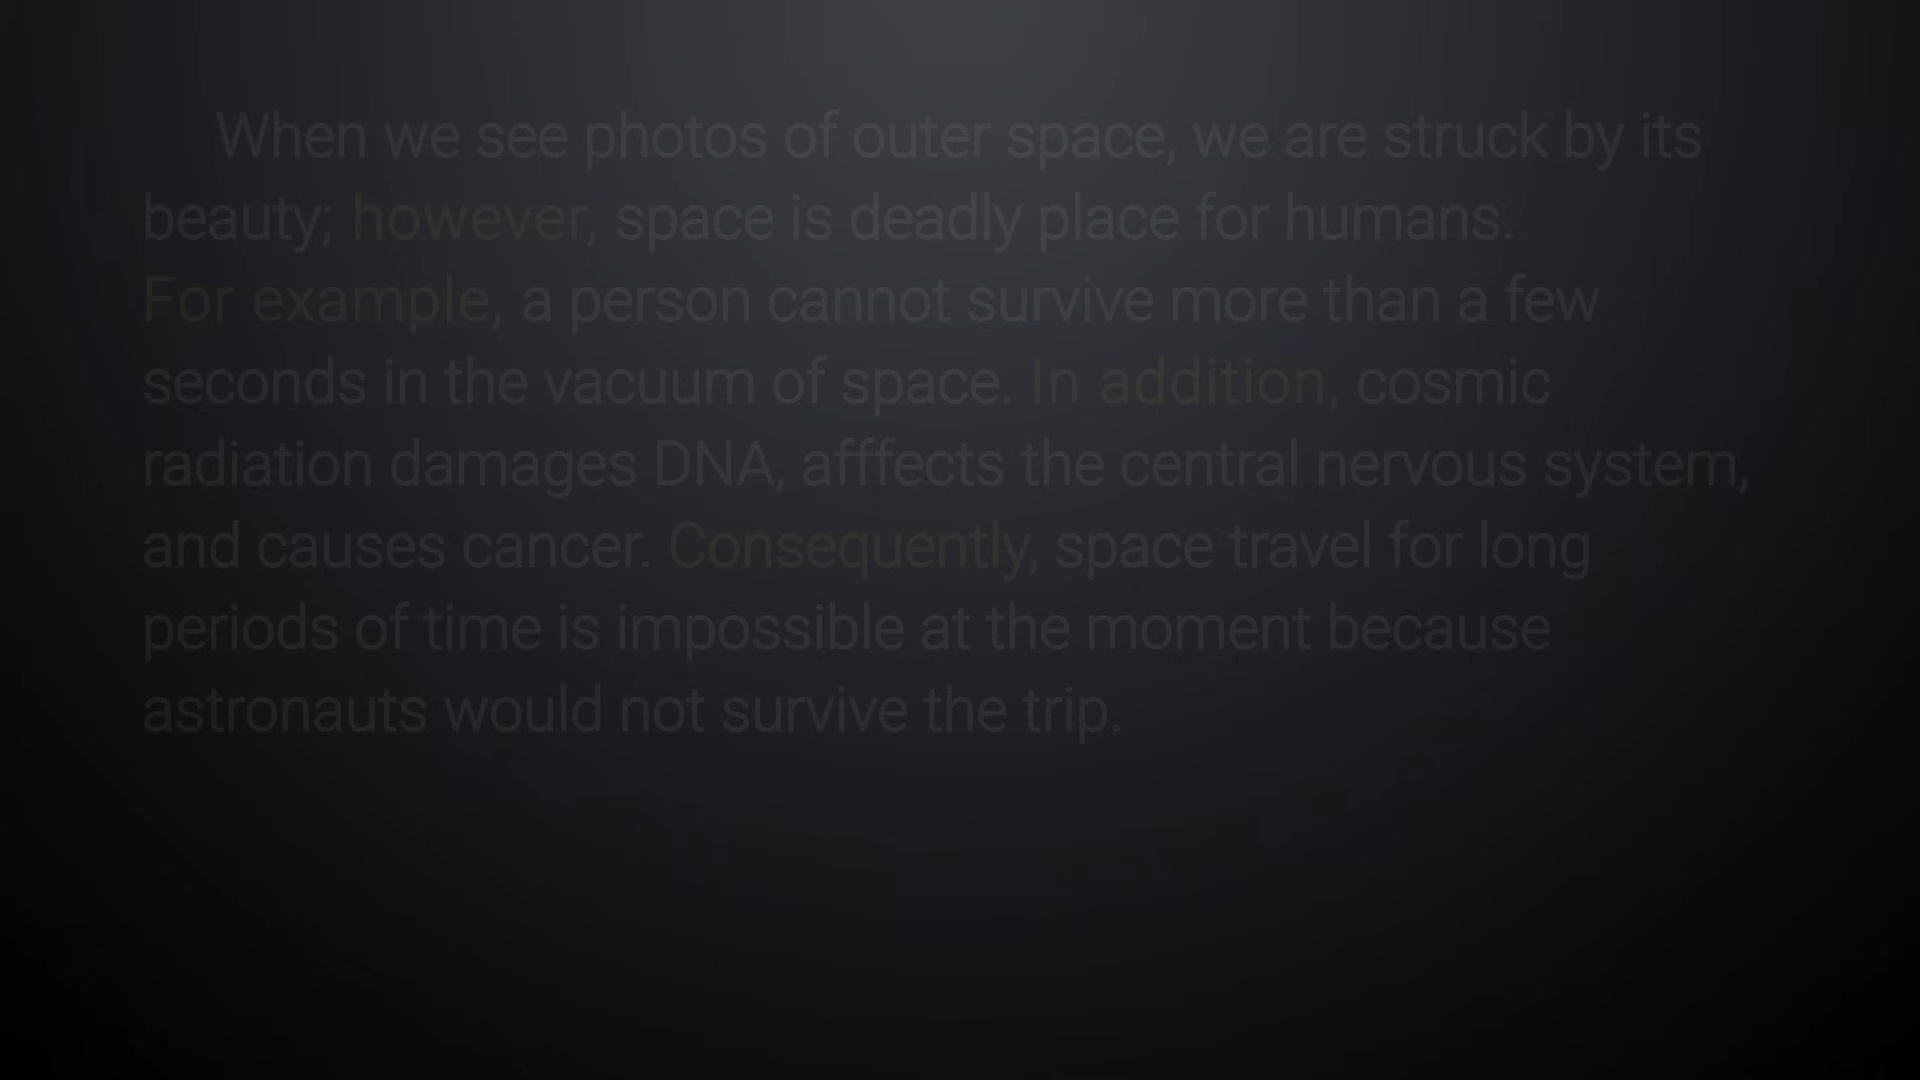 When we see photos of outer space, we are struck by its
beauty; however, space is deadly place for humans.
For example, a person cannot survive more than a few
seconds in the vacuum of space. In addition, cosmic
radiation damages DNA, afffects the central nervous system,
and causes cancer. Consequently, space travel for long
periods of time is impossible at the moment because
astronauts would not survive the trip.